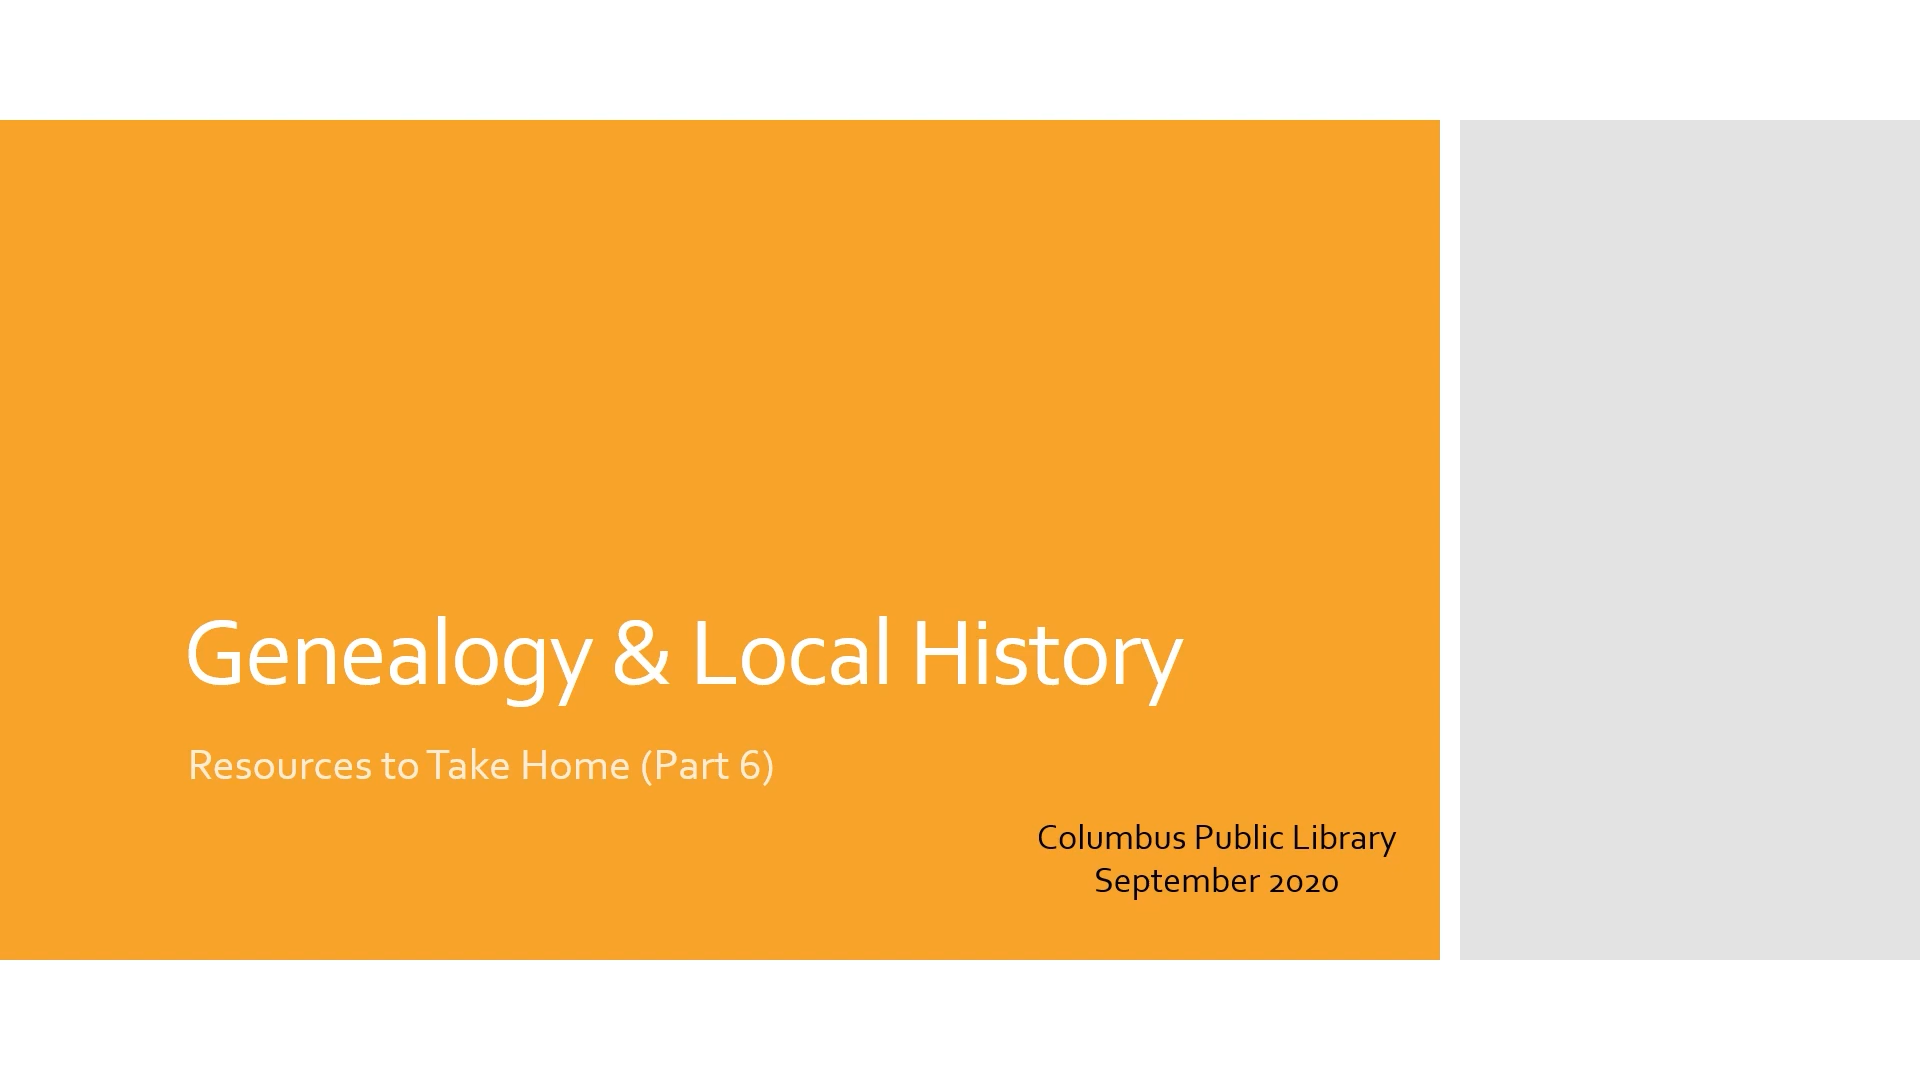 Genealogy & Local History
Resources to Take Home (Part 6)
Columbus Public Library
September 2020